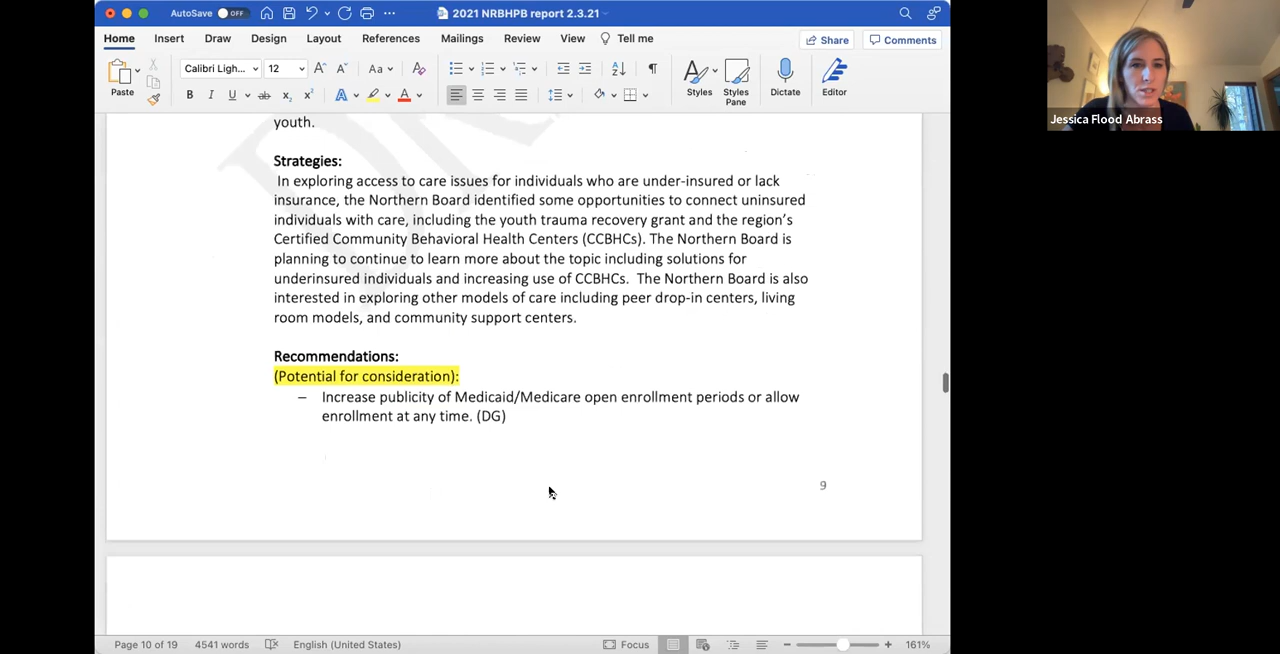 AutoSave OFF
2021 NRBHPB report 2.3.21
Home Insert Draw Design Layout References Mailings Review View Tell me
Share Comments
Paste
Calibri Ligh... 12
Aa
Styles Styles Pane Dictate Editor
B I U ab x₂ x² A A
Jessica Flood Abrass
youth.
Strategies:
In exploring access to care issues for individuals who are under-insured or lack
insurance, the Northern Board identified some opportunities to connect uninsured
individuals with care, including the youth trauma recovery grant and the region's
Certified Community Behavioral Health Centers (CCBHCs). The Northern Board is
planning to continue to learn more about the topic including solutions for
underinsured individuals and increasing use of CCBHCs. The Northern Board is also
interested in exploring other models of care including peer drop-in centers, living
room models, and community support centers.
Recommendations:
(Potential for consideration):
– Increase publicity of Medicaid/Medicare open enrollment periods or allow
enrollment at any time. (DG)
9
Page 10 of 19 4541 words English (United States) Focus 161%